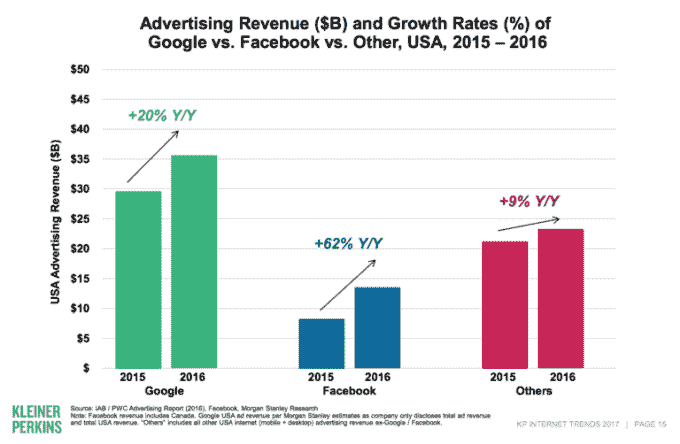 Advertising Revenue ($B) and Growth Rates (%) of
Google vs. Facebook vs. Other, USA, 2015 – 2016
USA Advertising Revenue ($B)
$50
$45
$40
$35
$30
$25
$20
$15
$10
$5
$
+20% Y/Y
+62% Y/Y
+9% Y/Y
2015 2016 2015 2016 2015 2016
Google Facebook Others
KLEINER
PERKINS
Source: IAB / PWC Advertising Report (2016), Facebook, Morgan Stanley Research
Note: Facebook revenue includes Canada. Google USA ad revenue per Morgan Stanley estimates as company only discloses total ad revenue
and total USA revenue. "Others" includes all other USA internet (mobile + desktop) advertising revenue ex-Google / Facebook.
KP INTERNET TRENDS 2017 | PAGE 15